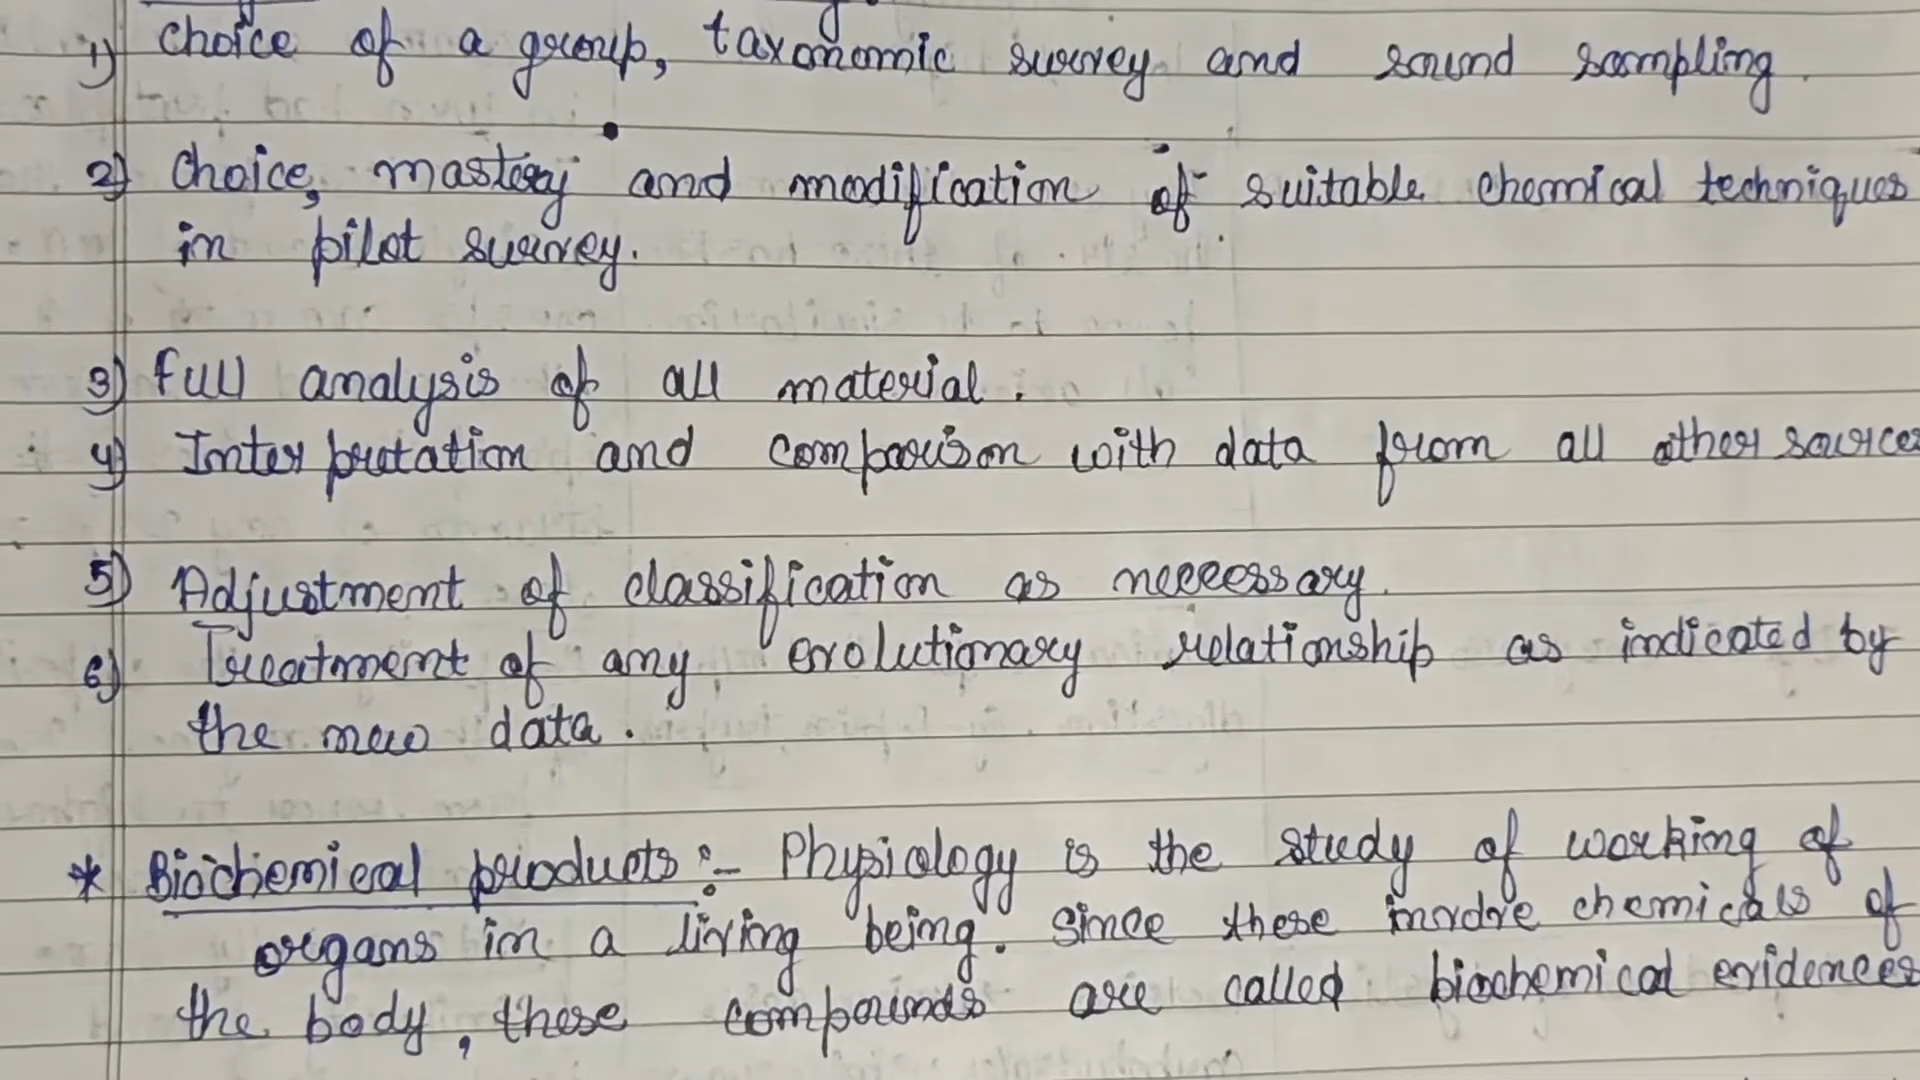 1) Choice of a group, taxonomic survey and sound sampling.
2) Choice, mastery and modification of suitable chemical techniques
in pilot survey.
3) Full analysis of all material.
4) Interpretation and comparison with data from all other sources
5) Adjustment of classification as necessary.
6) Treatment of any evolutionary relationship as indicated by
the new data.
* Biochemical products :- Physiology is the study of working of
organs in a living being. Since these involve chemicals of
the body, these compounds are called biochemical evidences